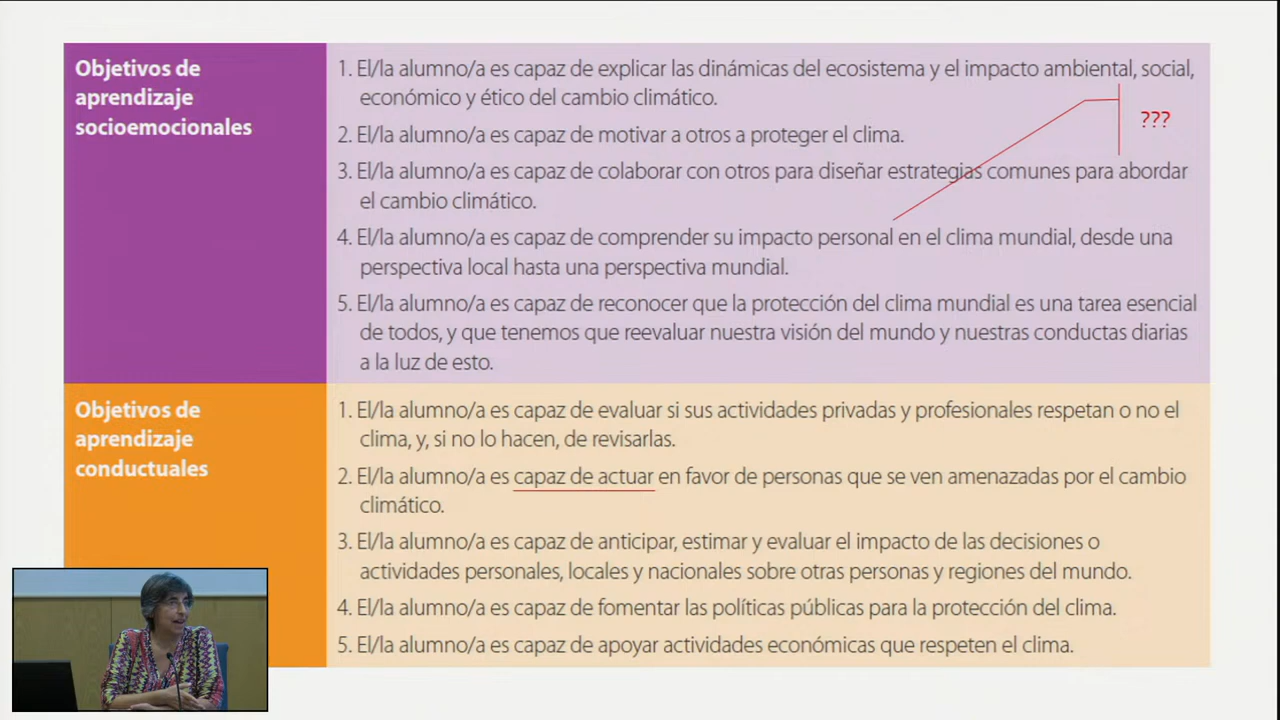 Objetivos de
aprendizaje
socioemocionales
1. El/la alumno/a es capaz de explicar las dinámicas del ecosistema y el impacto ambiental, social,
económico y ético del cambio climático.
2. El/la alumno/a es capaz de motivar a otros a proteger el clima.
3. El/la alumno/a es capaz de colaborar con otros para diseñar estrategias comunes para abordar
el cambio climático.
4. El/la alumno/a es capaz de comprender su impacto personal en el clima mundial, desde una
perspectiva local hasta una perspectiva mundial.
5. El/la alumno/a es capaz de reconocer que la protección del clima mundial es una tarea esencial
de todos, y que tenemos que reevaluar nuestra visión del mundo y nuestras conductas diarias
a la luz de esto.
???
Objetivos de
aprendizaje
conductuales
1. El/la alumno/a es capaz de evaluar si sus actividades privadas y profesionales respetan o no el
clima, y, si no lo hacen, de revisarlas.
2. El/la alumno/a es capaz de actuar en favor de personas que se ven amenazadas por el cambio
climático.
3. El/la alumno/a es capaz de anticipar, estimar y evaluar el impacto de las decisiones o
actividades personales, locales y nacionales sobre otras personas y regiones del mundo.
4. El/la alumno/a es capaz de fomentar las políticas públicas para la protección del clima.
5. El/la alumno/a es capaz de apoyar actividades económicas que respeten el clima.